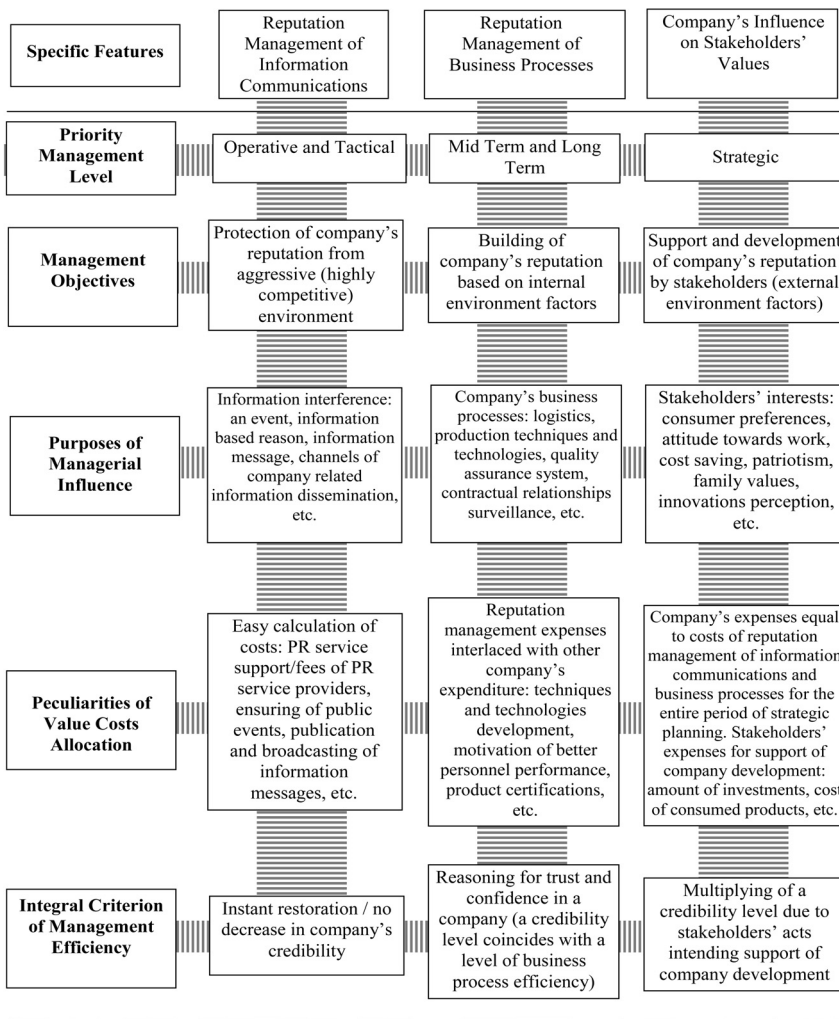 Specific Features
Reputation
Management of
Information
Communications
Reputation
Management of
Business Processes
Company's Influence
on Stakeholders'
Values
Priority
Management
Level
Operative and Tactical
Mid Term and Long
Term
Strategic
Management
Objectives
Protection of company's
reputation from
aggressive (highly
competitive)
environment
Building of
company's reputation
based on internal
environment factors
Support and development
of company's reputation
by stakeholders (external
environment factors)
Purposes of
Managerial
Influence
Information interference:
an event, information
based reason, information
message, channels of
company related
information dissemination,
etc.
Company's business
processes: logistics,
production techniques and
technologies, quality
assurance system,
contractual relationships
surveillance, etc.
Stakeholders' interests:
consumer preferences,
attitude towards work,
cost saving, patriotism,
family values,
innovations perception,
etc.
Peculiarities of
Value Costs
Allocation
Easy calculation of
costs: PR service
support/fees of PR
service providers,
ensuring of public
events, publication
and broadcasting of
information
messages, etc.
Reputation
management expenses
interlaced with other
company's
expenditure: techniques
and technologies
development,
motivation of better
personnel performance,
product certifications,
etc.
Company's expenses equal
to costs of reputation
management of information
communications and
business processes for the
entire period of strategic
planning. Stakeholders'
expenses for support of
company development:
amount of investments, cost
of consumed products, etc.
Integral Criterion
of Management
Efficiency
Instant restoration / no
decrease in company's
credibility
Reasoning for trust and
confidence in a
company (a credibility
level coincides with a
level of business
process efficiency)
Multiplying of a
credibility level due to
stakeholders' acts
intending support of
company development